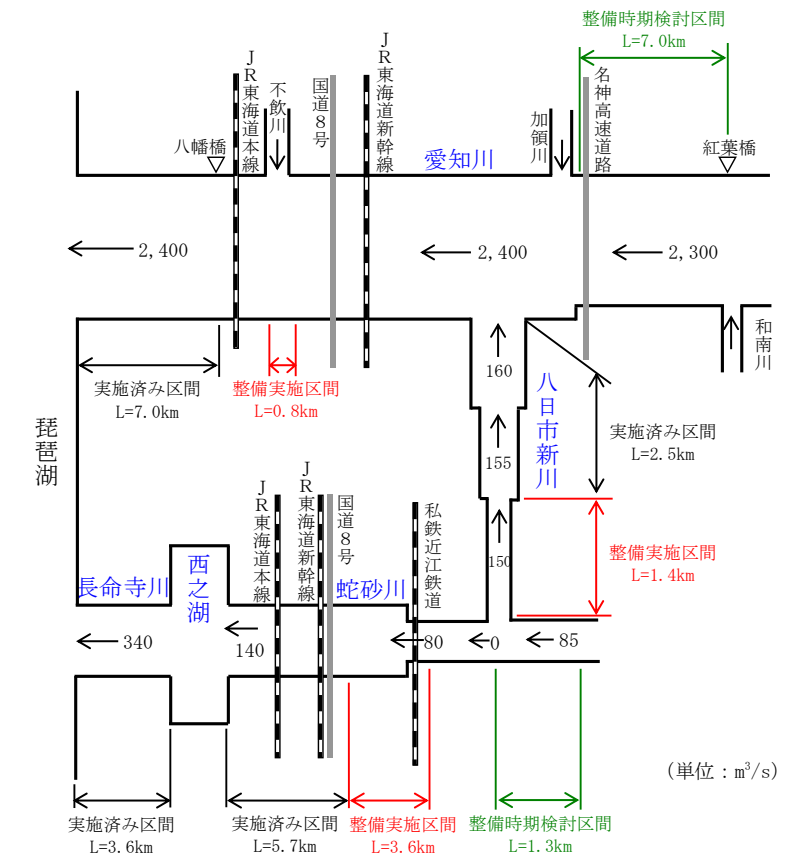 整備時期検討区間
L=7.0km
JR東海道本線
不飲川
国道8号
JR東海道新幹線
加領川
名神高速道路
八幡橋
愛知川
紅葉橋
2,400
2,400
2,300
和南川
160
実施済み区間
L=7.0km
整備実施区間
L=0.8km
八日市新川
琵琶湖
実施済み区間
L=2.5km
155
JR東海道本線
JR東海道新幹線
国道8号
私鉄近江鉄道
150
整備実施区間
L=1.4km
長命寺川
西之湖
蛇砂川
340
140
80
0
85
(単位：m³/s)
実施済み区間
L=3.6km
実施済み区間
L=5.7km
整備実施区間
L=3.6km
整備時期検討区間
L=1.3km